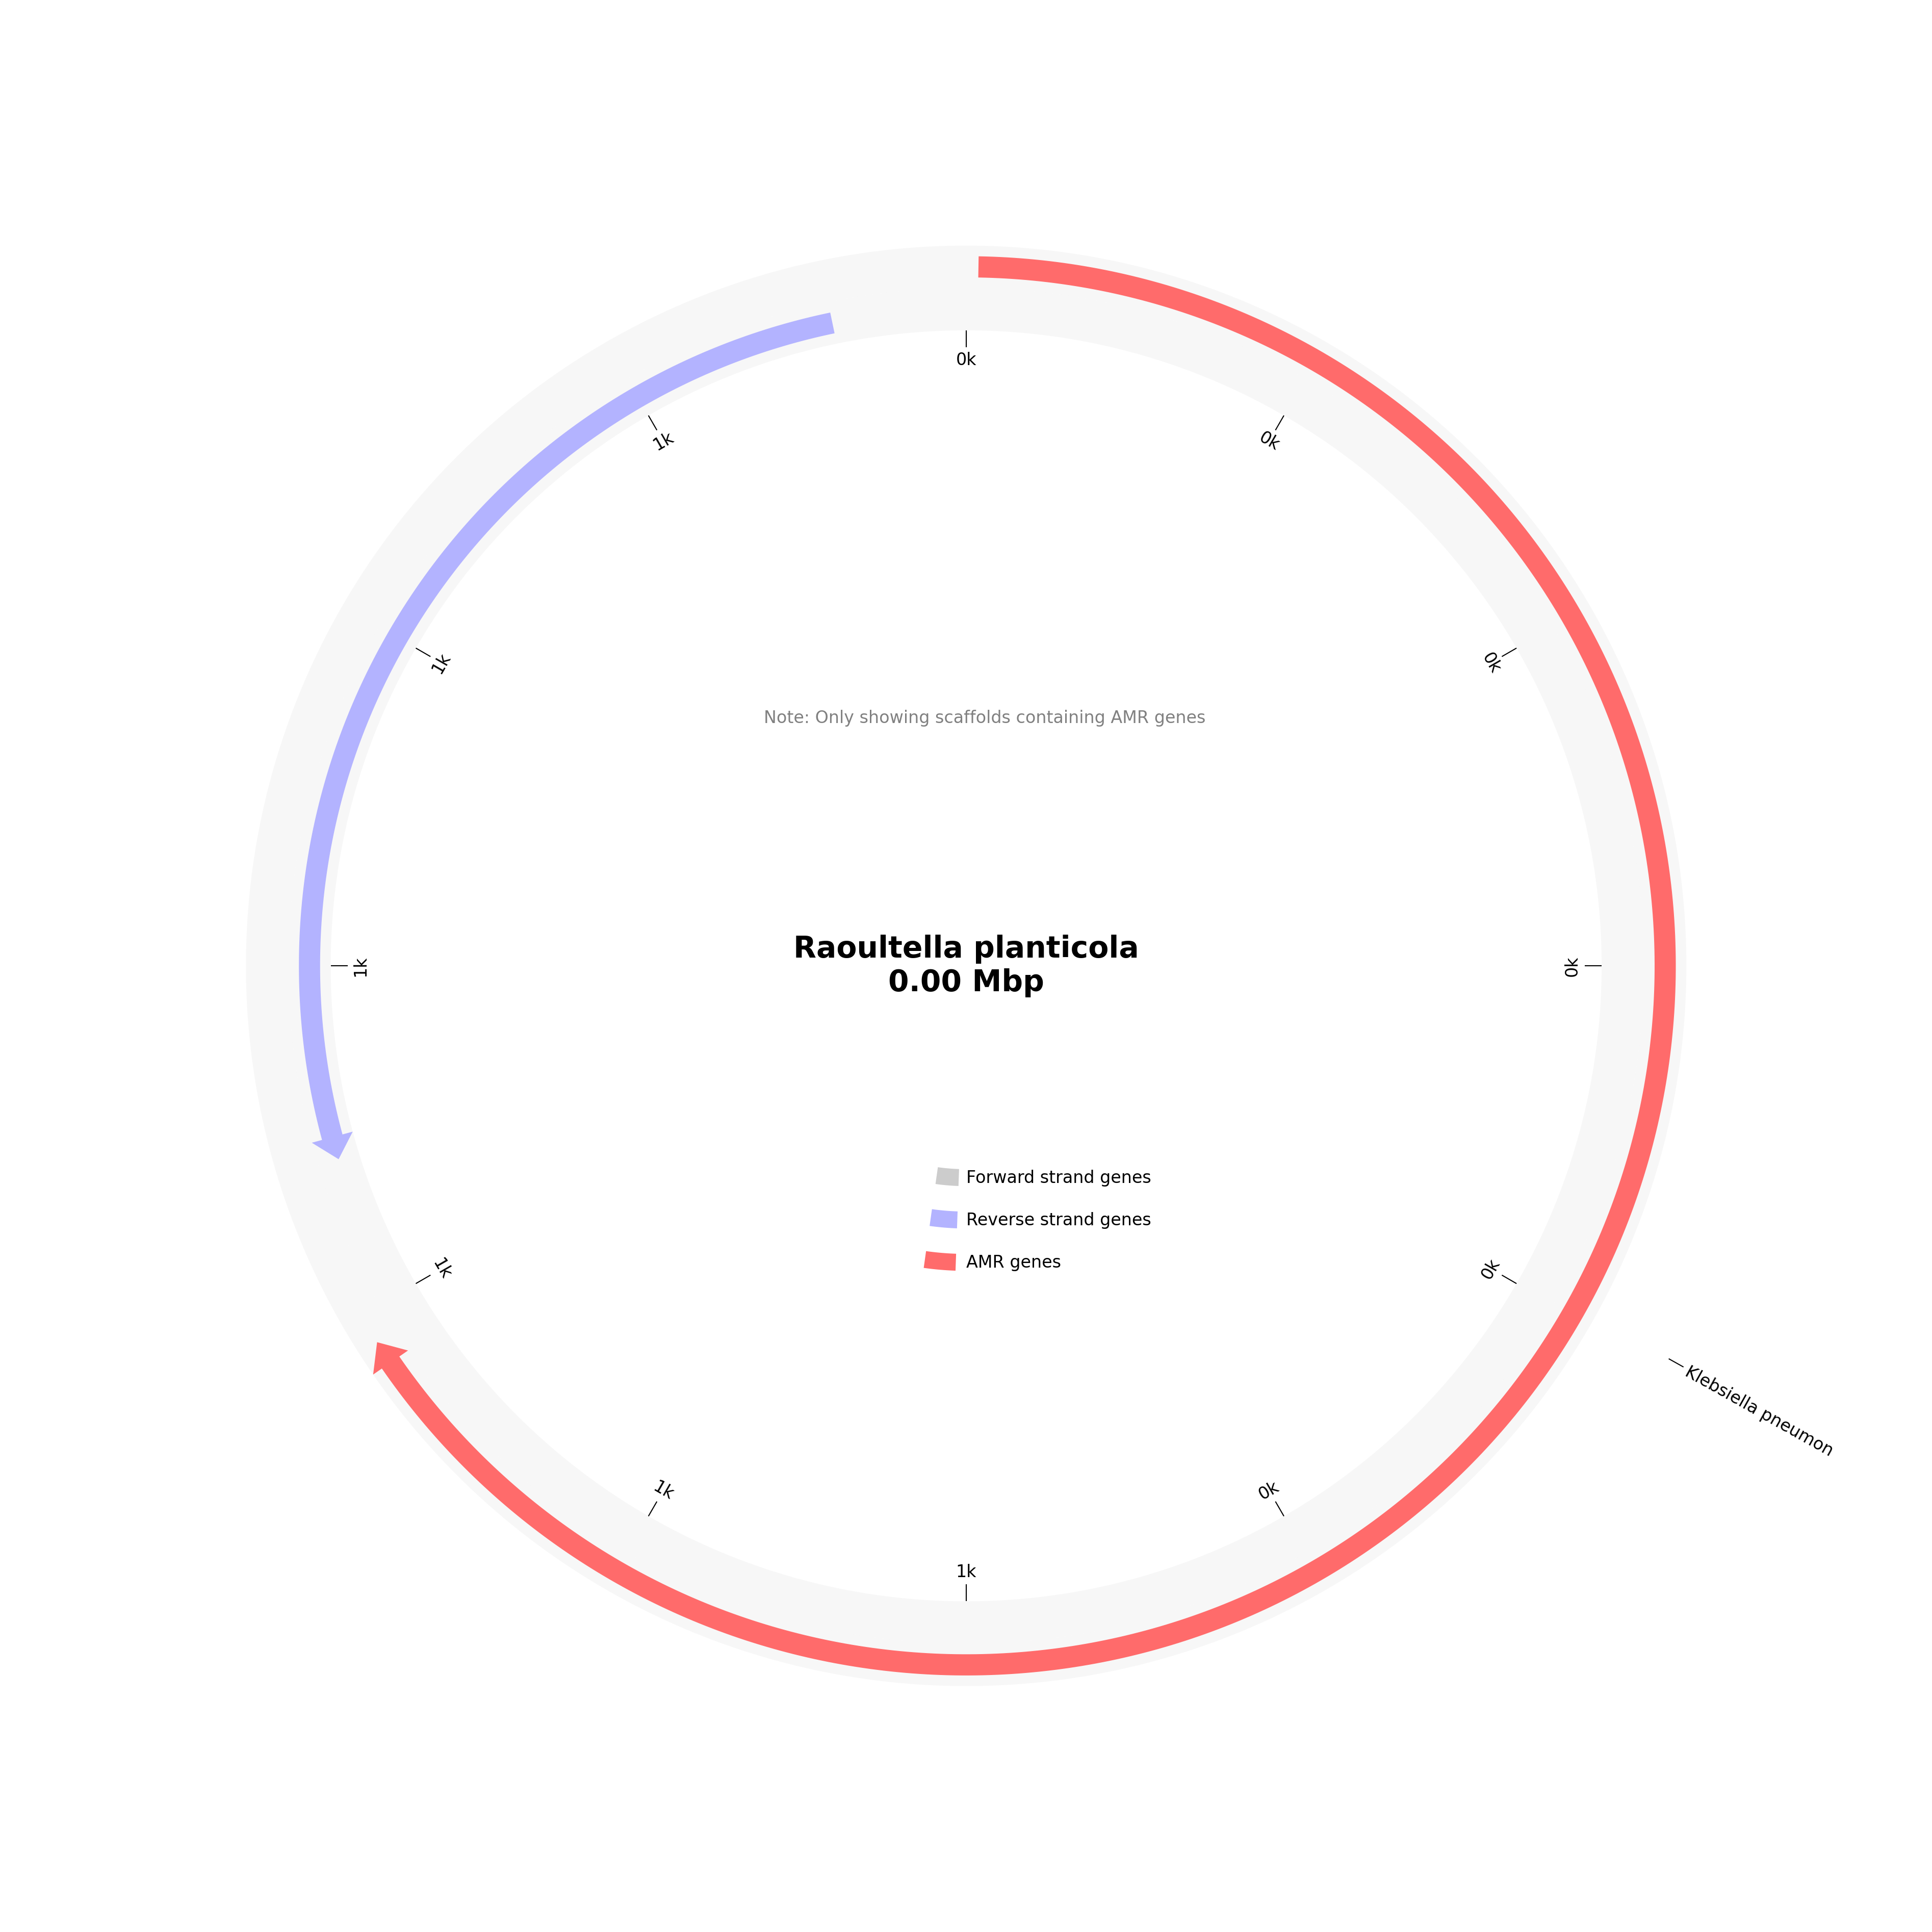 0k
0k
1k
0k
1k
Note: Only showing scaffolds containing AMR genes
Raoultella planticola
0.00 Mbp
1k
0k
Forward strand genes
Reverse strand genes
AMR genes
1k
0k
Klebsiella pneumon
1k
0k
1k